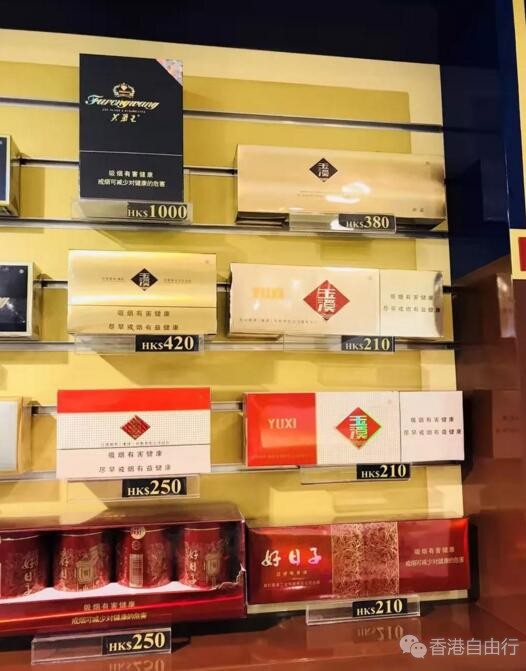 Furongwang
吸烟有害健康
戒烟可减少对健康的危害
HK$1000
玉溪
HK$380
玉溪
吸烟有害健康
尽早戒烟有益健康
HK$420
YUXI
玉溪
吸烟有害健康
尽早戒烟有益健康
HK$210
吸烟有害健康
尽早戒烟有益健康
HK$250
YUXI
玉溪
吸烟有害健康
尽早戒烟有益健康
HK$210
好日子
好日子
吸烟有害健康
戒烟可减少对健康的危害
HK$250
好日子
吸烟有害健康
戒烟可减少对健康的危害
HK$210
香港自由行